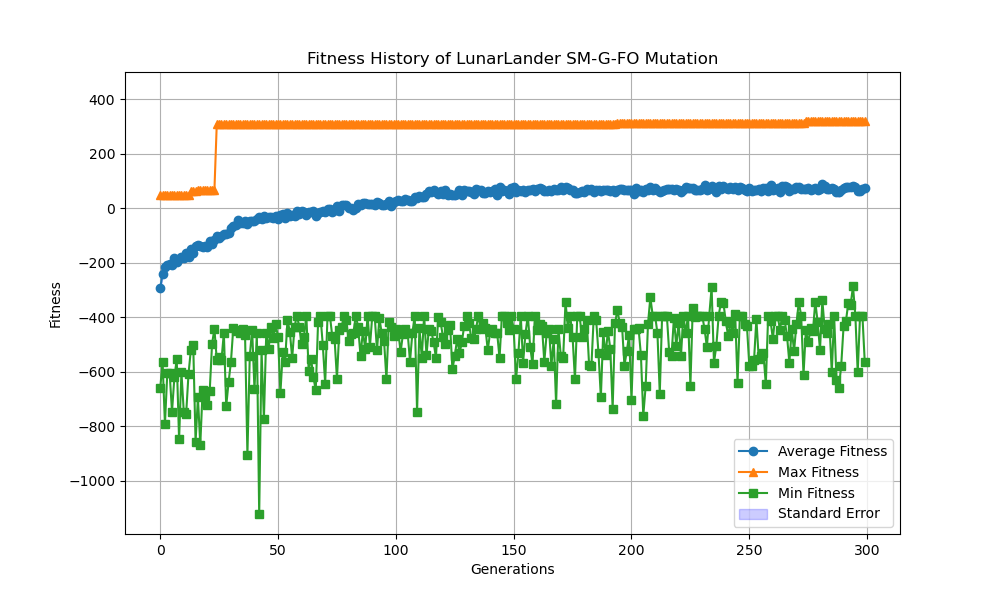 Fitness History of LunarLander SM-G-FO Mutation
Fitness
400
200
0
−200
−400
−600
−800
−1000
0 50 100 150 200 250 300
Generations
Average Fitness
Max Fitness
Min Fitness
Standard Error